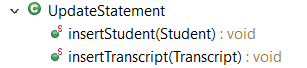 UpdateStatement
insertStudent(Student) : void
insertTranscript(Transcript) : void